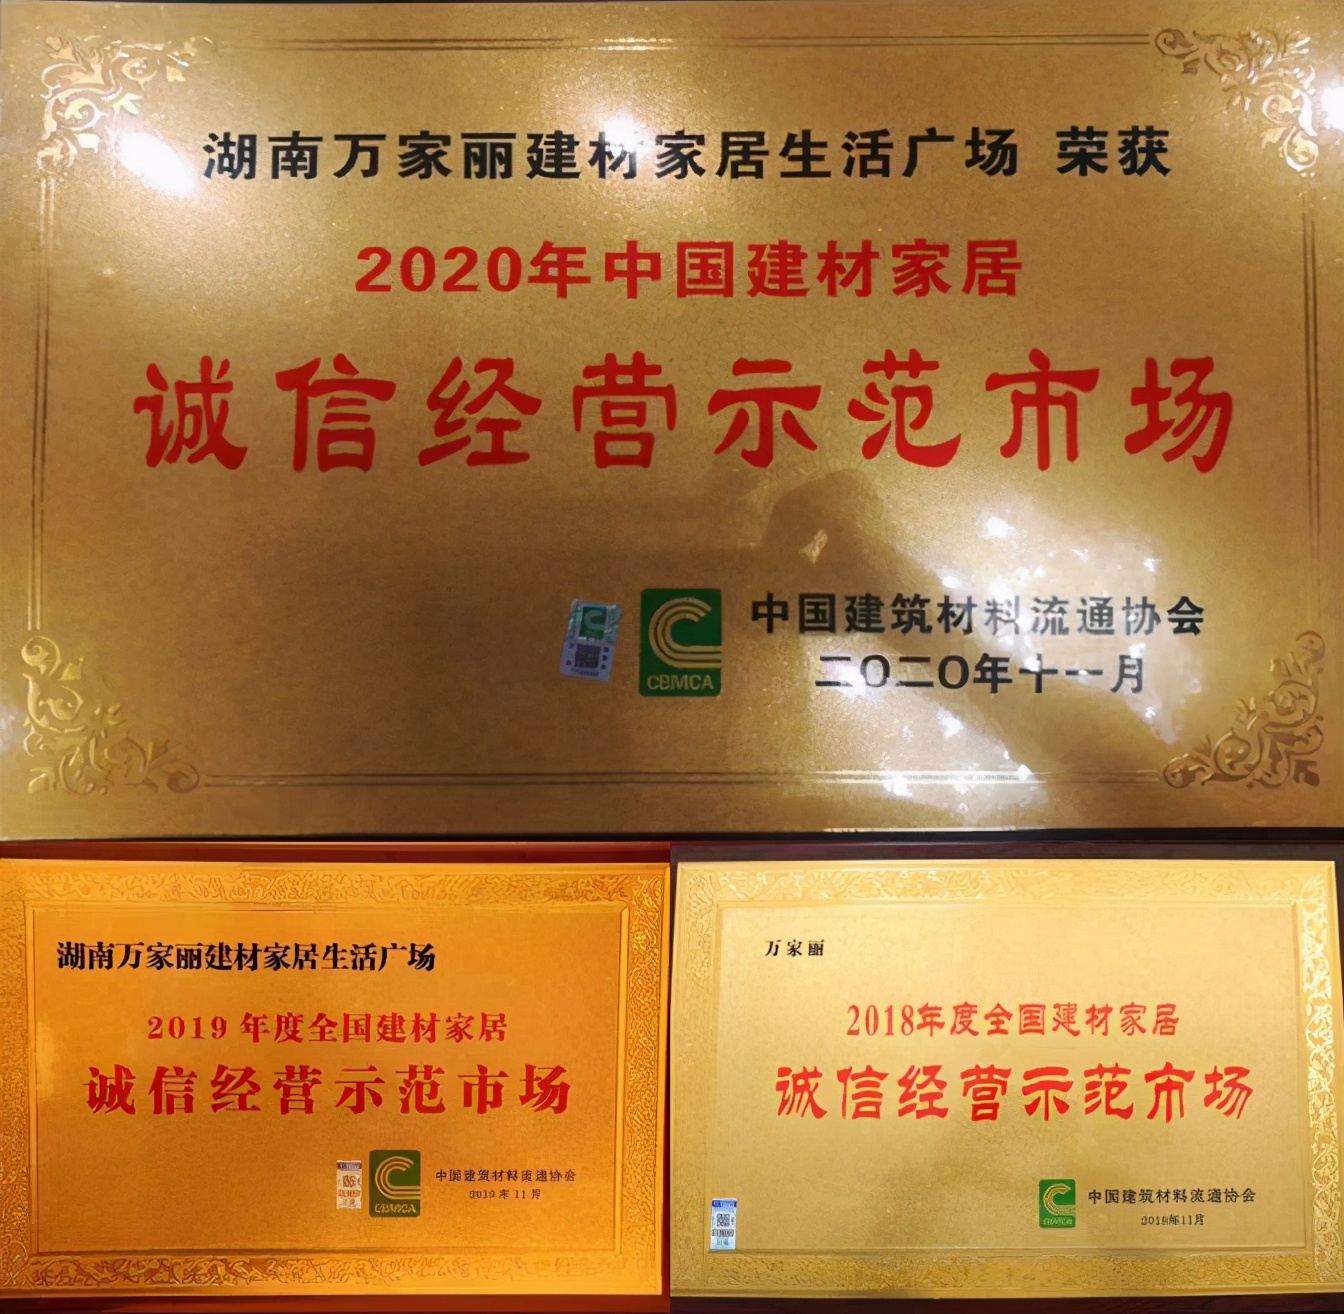 湖南万家丽建材家居生活广场 荣获
2020年中国建材家居
诚信经营示范市场
CBMCA
中国建筑材料流通协会
二〇二〇年十一月
湖南万家丽建材家居生活广场
2019年度全国建材家居
诚信经营示范市场
CBMCA
中国建筑材料流通协会
2019年11月
万家丽
2018年度全国建材家居
诚信经营示范市场
CBMCA
中国建筑材料流通协会
2018年11月